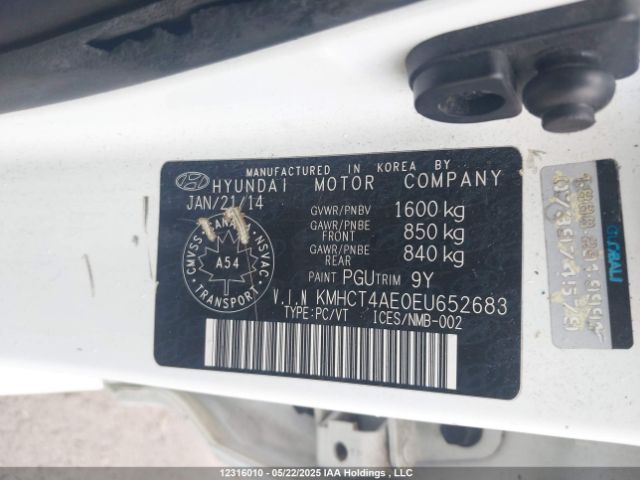 MANUFACTURED IN KOREA BY
HYUNDAI MOTOR COMPANY
JAN/21/14
GVWR/PNBV 1600 kg
GAWR/PNBE FRONT 850 kg
GAWR/PNBE REAR 840 kg
CMVSS CANADA NSVAC
A54
TRANSPORT
PAINT PGU TRIM 9Y
V.I.N KMHCT4AE0EU652683
TYPE:PC/VT ICES/NMB-002
GLOBALI
12316010 - 05/22/2025 IAA Holdings , LLC